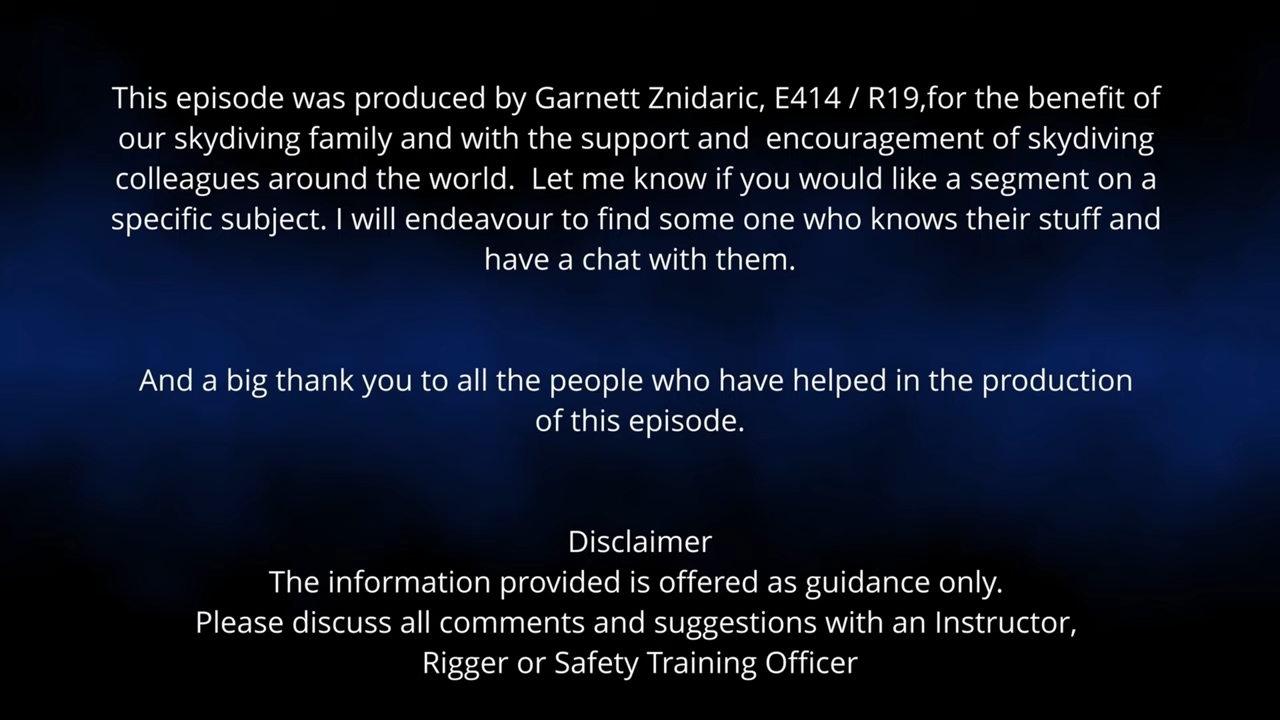 This episode was produced by Garnett Znidaric, E414 / R19,for the benefit of
our skydiving family and with the support and  encouragement of skydiving
colleagues around the world.  Let me know if you would like a segment on a
specific subject. I will endeavour to find some one who knows their stuff and
have a chat with them.
And a big thank you to all the people who have helped in the production
of this episode.
Disclaimer
The information provided is offered as guidance only.
Please discuss all comments and suggestions with an Instructor,
Rigger or Safety Training Officer